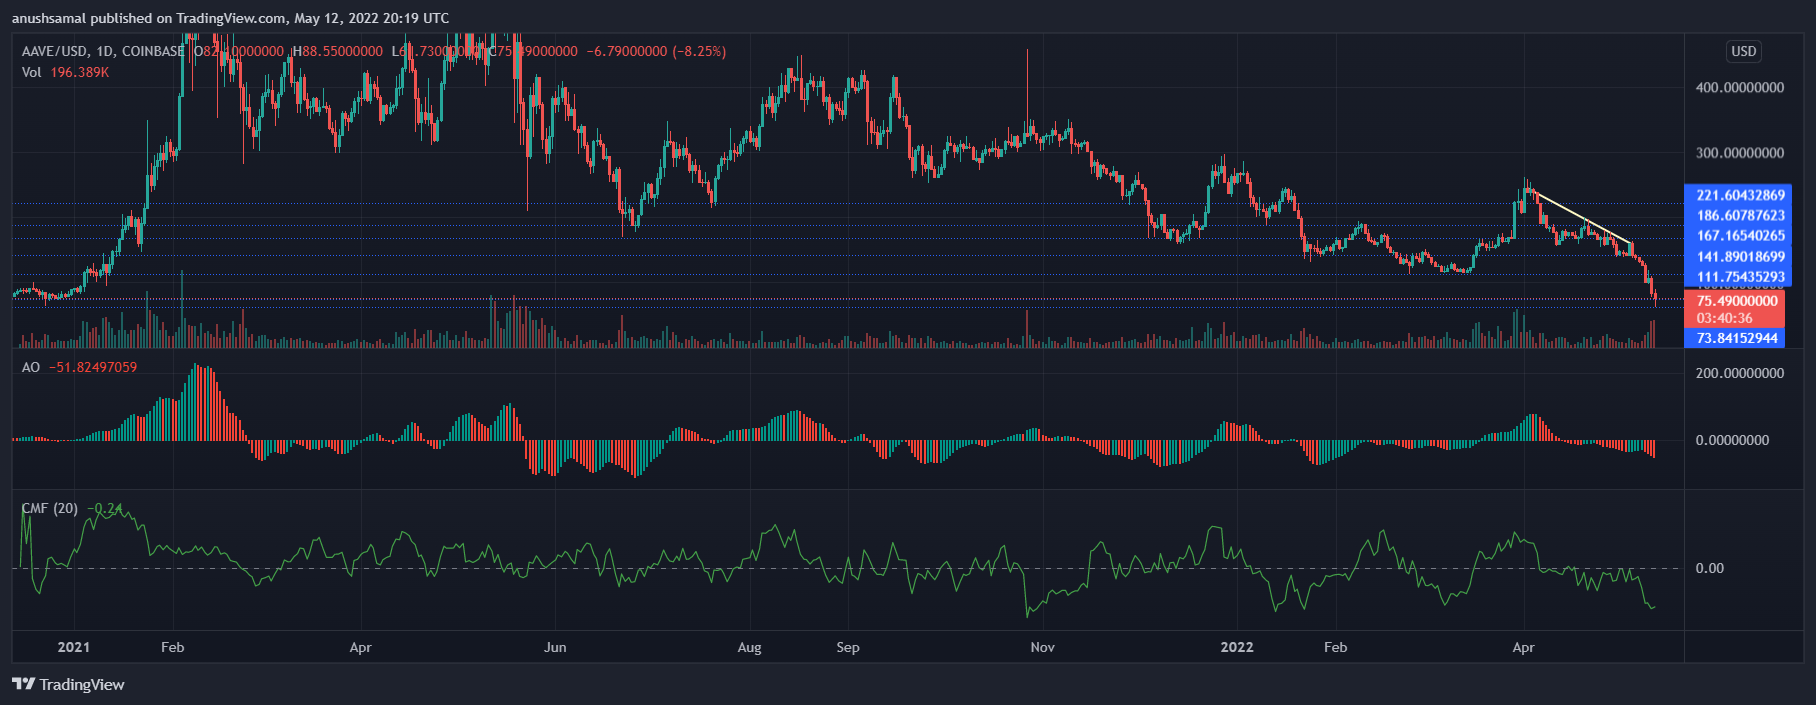 anushsamal published on TradingView.com, May 12, 2022 20:19 UTC
AAVE/USD, 1D, COINBASE H88.55000000 −6.79000000 (−8.25%)
Vol 196.389K
USD
400.00000000
300.00000000
221.60432869
186.60787623
167.16540265
141.89018699
111.75435293
75.49000000
03:40:36
73.84152944
AO −51.82497059
200.00000000
0.00000000
CMF (20) −0.24
0.00
2021 Feb Apr Jun Aug Sep Nov 2022 Feb Apr
TradingView